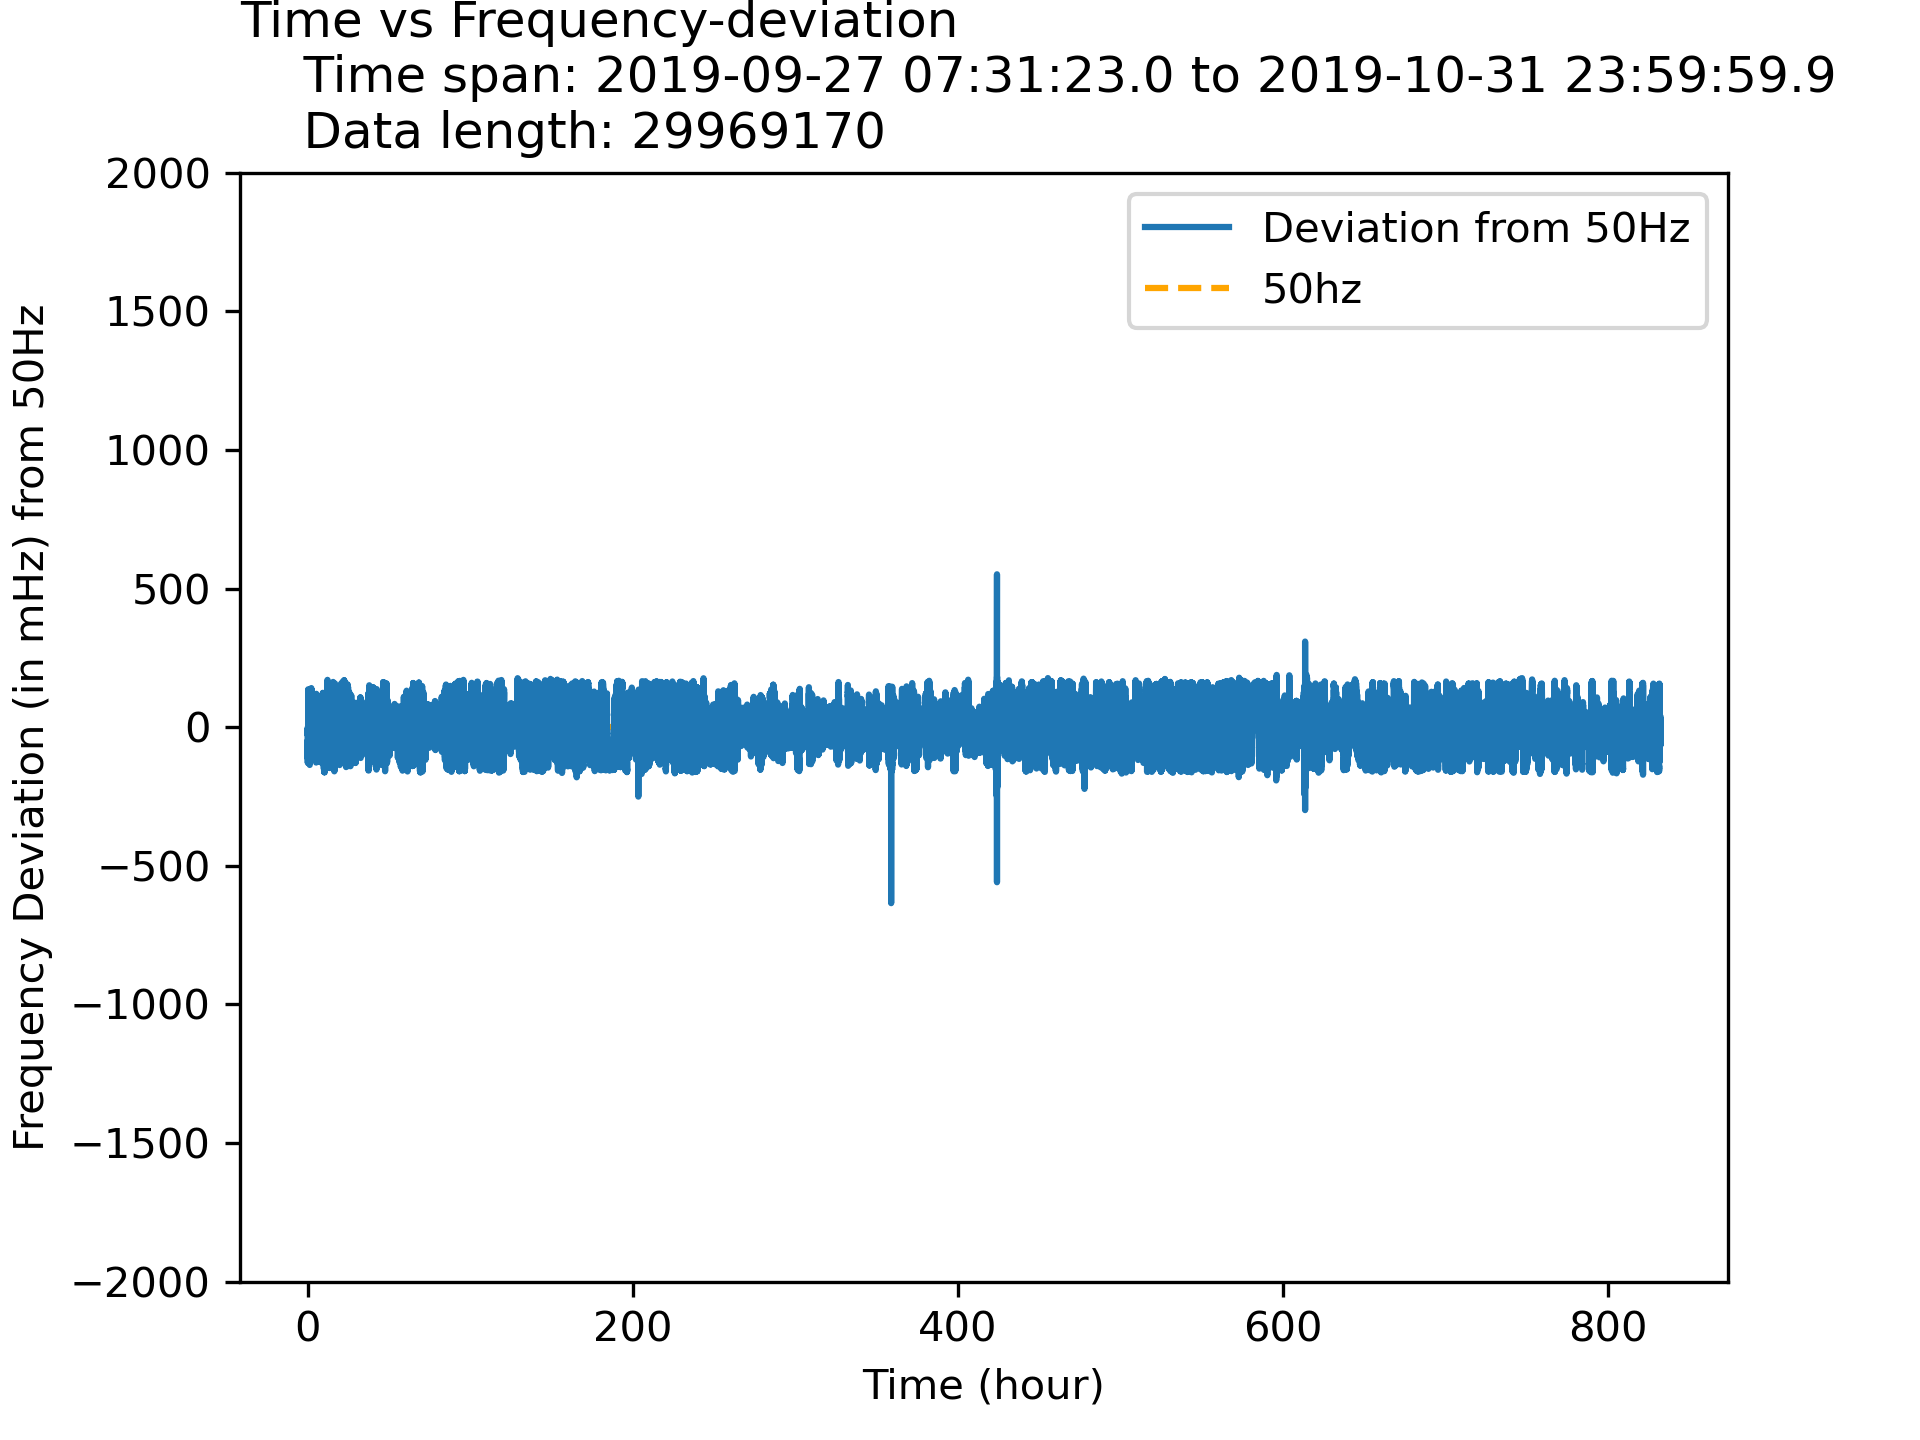 Time vs Frequency-deviation
Time span: 2019-09-27 07:31:23.0 to 2019-10-31 23:59:59.9
Data length: 29969170
Deviation from 50Hz
50hz
Frequency Deviation (in mHz) from 50Hz
2000
1500
1000
500
0
−500
−1000
−1500
−2000
0 200 400 600 800
Time (hour)